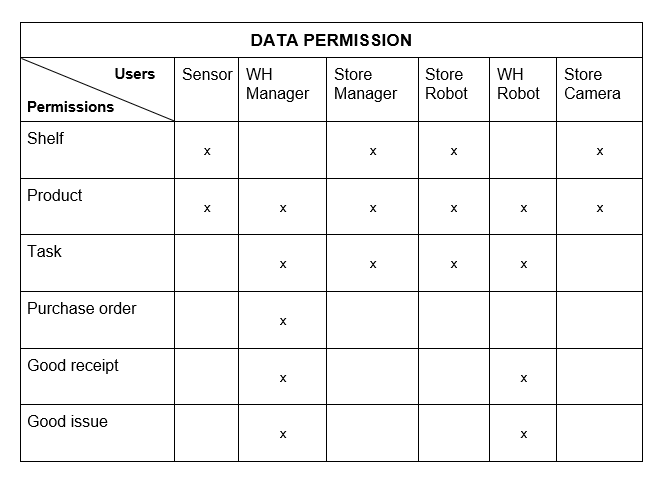 DATA PERMISSION
Users
Permissions
Sensor
WH
Manager
Store
Manager
Store
Robot
WH
Robot
Store
Camera
Shelf
x x x x
Product
x x x x x x
Task
x x x x
Purchase order
x
Good receipt
x x
Good issue
x x